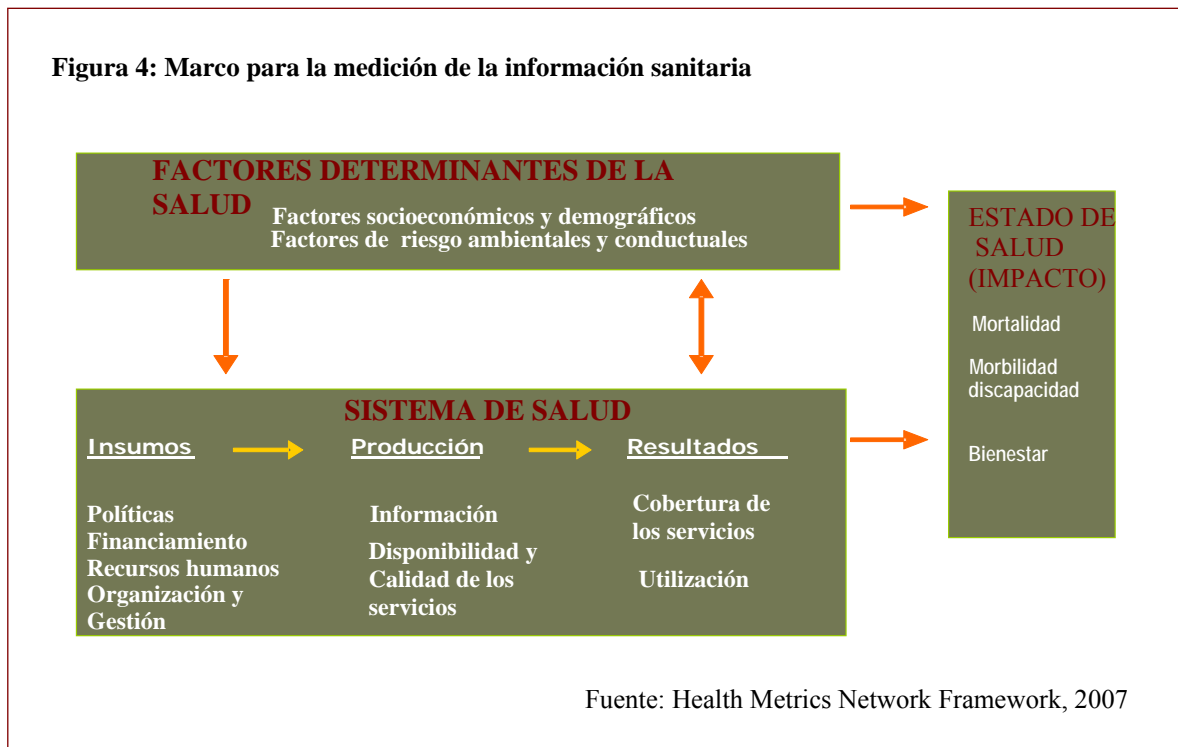 Figura 4: Marco para la medición de la información sanitaria
FACTORES DETERMINANTES DE LA
SALUD
Factores socioeconómicos y demográficos
Factores de riesgo ambientales y conductuales
ESTADO DE
SALUD
(IMPACTO)
Mortalidad
Morbilidad
discapacidad
Bienestar
SISTEMA DE SALUD
Insumos
Políticas
Financiamiento
Recursos humanos
Organización y
Gestión
Producción
Información
Disponibilidad y
Calidad de los
servicios
Resultados
Cobertura de
los servicios
Utilización
Fuente: Health Metrics Network Framework, 2007